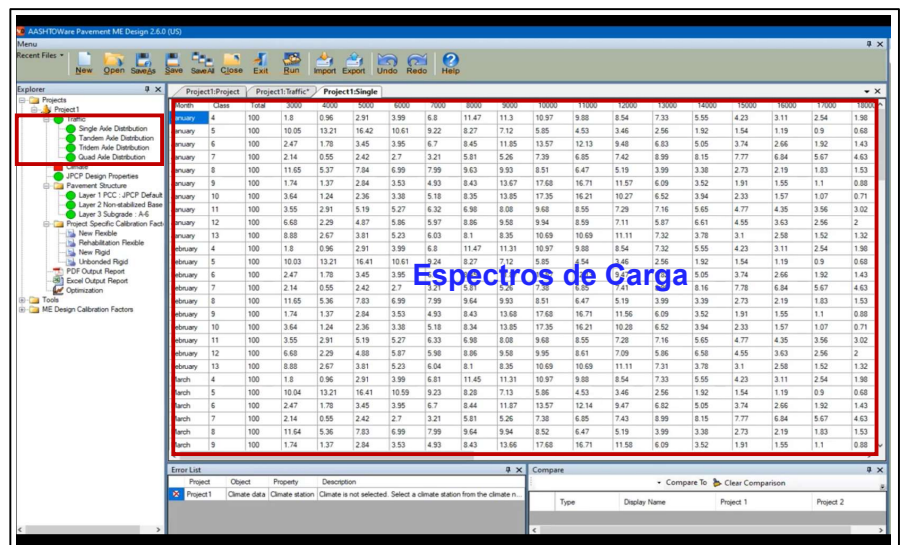 AASHTOWare Pavement ME Design 2.6.0 (US)
Menu
Recent Files
New Open SaveAs Save SaveAll Close Exit Run Import Export Undo Redo Help
Explorer
Projects
Project1
Traffic
Single Axle Distribution
Tandem Axle Distribution
Tridem Axle Distribution
Quad Axle Distribution
Climate
JPCP Design Properties
Pavement Structure
Layer 1 PCC : JPCP Default
Layer 2 Non-stabilized Base
Layer 3 Subgrade : A-6
Project Specific Calibration Fact
New Flexible
Rehabilitation Flexible
New Rigid
Unbonded Rigid
PDF Output Report
Excel Output Report
Optimization
Tools
ME Design Calibration Factors
Project1:Project Project1:Traffic* Project1:Single
Month Class Total 3000 4000 5000 6000 7000 8000 9000 10000 11000 12000 13000 14000 15000 16000 17000 18000
January 4 100 1.8 0.96 2.91 3.99 6.8 11.47 11.3 10.97 9.88 8.54 7.33 5.55 4.23 3.11 2.54 1.98
January 5 100 10.05 13.21 16.42 10.61 9.22 8.27 7.12 5.85 4.53 3.46 2.56 1.92 1.54 1.19 0.9 0.68
January 6 100 2.47 1.78 3.45 3.95 6.7 8.45 11.85 13.57 12.13 9.48 6.83 5.05 3.74 2.66 1.92 1.43
January 7 100 2.14 0.55 2.42 2.7 3.21 5.81 5.26 7.39 6.85 7.42 8.99 8.15 7.77 6.84 5.67 4.63
January 8 100 11.65 5.37 7.84 6.99 7.99 9.63 9.93 8.51 6.47 5.19 3.99 3.38 2.73 2.19 1.83 1.53
January 9 100 1.74 1.37 2.84 3.53 4.93 8.43 13.67 17.68 16.71 11.57 6.09 3.52 1.91 1.55 1.1 0.88
January 10 100 3.64 1.24 2.36 3.38 5.18 8.35 13.85 17.35 16.21 10.27 6.52 3.94 2.33 1.57 1.07 0.71
January 11 100 3.55 2.91 5.19 5.27 6.32 6.98 8.08 9.68 8.55 7.29 7.16 5.65 4.77 4.35 3.56 3.02
January 12 100 6.68 2.29 4.87 5.86 5.97 8.86 9.58 9.94 8.59 7.11 5.87 6.61 4.55 3.63 2.56 2
January 13 100 8.88 2.67 3.81 5.23 6.03 8.1 8.35 10.69 10.69 11.11 7.32 3.78 3.1 2.58 1.52 1.32
February 4 100 1.8 0.96 2.91 3.99 6.8 11.47 11.31 10.97 9.88 8.54 7.32 5.55 4.23 3.11 2.54 1.98
February 5 100 10.03 13.21 16.41 10.61 9.24 8.27 7.12 5.85 4.54 3.46 2.56 1.92 1.54 1.19 0.9 0.68
Espectros de Carga
February 6 100 2.47 1.78 3.45 3.95 5.05 3.74 2.66 1.92 1.43
February 7 100 2.14 0.55 2.42 2.7 3.21 5.81 5.26 7.38 6.85 7.41 8.16 7.78 6.84 5.67 4.63
February 8 100 11.65 5.36 7.83 6.99 7.99 9.64 9.93 8.51 6.47 5.19 3.99 3.39 2.73 2.19 1.83 1.53
February 9 100 1.74 1.37 2.84 3.53 4.93 8.43 13.68 17.68 16.71 11.56 6.09 3.52 1.91 1.55 1.1 0.88
February 10 100 3.64 1.24 2.36 3.38 5.18 8.34 13.85 17.35 16.21 10.28 6.52 3.94 2.33 1.57 1.07 0.71
February 11 100 3.55 2.91 5.19 5.27 6.33 6.98 8.08 9.68 8.55 7.28 7.16 5.65 4.77 4.35 3.56 3.02
February 12 100 6.68 2.29 4.88 5.87 5.98 8.86 9.58 9.95 8.61 7.09 5.86 6.58 4.55 3.63 2.56 2
February 13 100 8.88 2.67 3.81 5.23 6.04 8.1 8.35 10.69 10.69 11.11 7.31 3.78 3.1 2.58 1.52 1.32
March 4 100 1.8 0.96 2.91 3.99 6.81 11.45 11.31 10.97 9.88 8.54 7.33 5.55 4.23 3.11 2.54 1.98
March 5 100 10.04 13.21 16.41 10.59 9.23 8.28 7.13 5.86 4.53 3.46 2.56 1.92 1.54 1.19 0.9 0.68
March 6 100 2.47 1.78 3.45 3.95 6.7 8.44 11.87 13.57 12.14 9.47 6.82 5.05 3.74 2.66 1.92 1.43
March 7 100 2.14 0.55 2.42 2.7 3.21 5.81 5.26 7.38 6.85 7.43 8.99 8.15 7.77 6.84 5.67 4.63
March 8 100 11.64 5.36 7.83 6.99 7.99 9.64 9.94 8.52 6.47 5.19 3.99 3.38 2.73 2.19 1.83 1.53
March 9 100 1.74 1.37 2.84 3.53 4.93 8.43 13.66 17.68 16.71 11.58 6.09 3.52 1.91 1.55 1.1 0.88
Error List
Project Object Property Description
Project1 Climate data Climate station Climate is not selected. Select a climate station from the climate n...
Compare
Compare To Clear Comparison
Type Display Name Project 1 Project 2